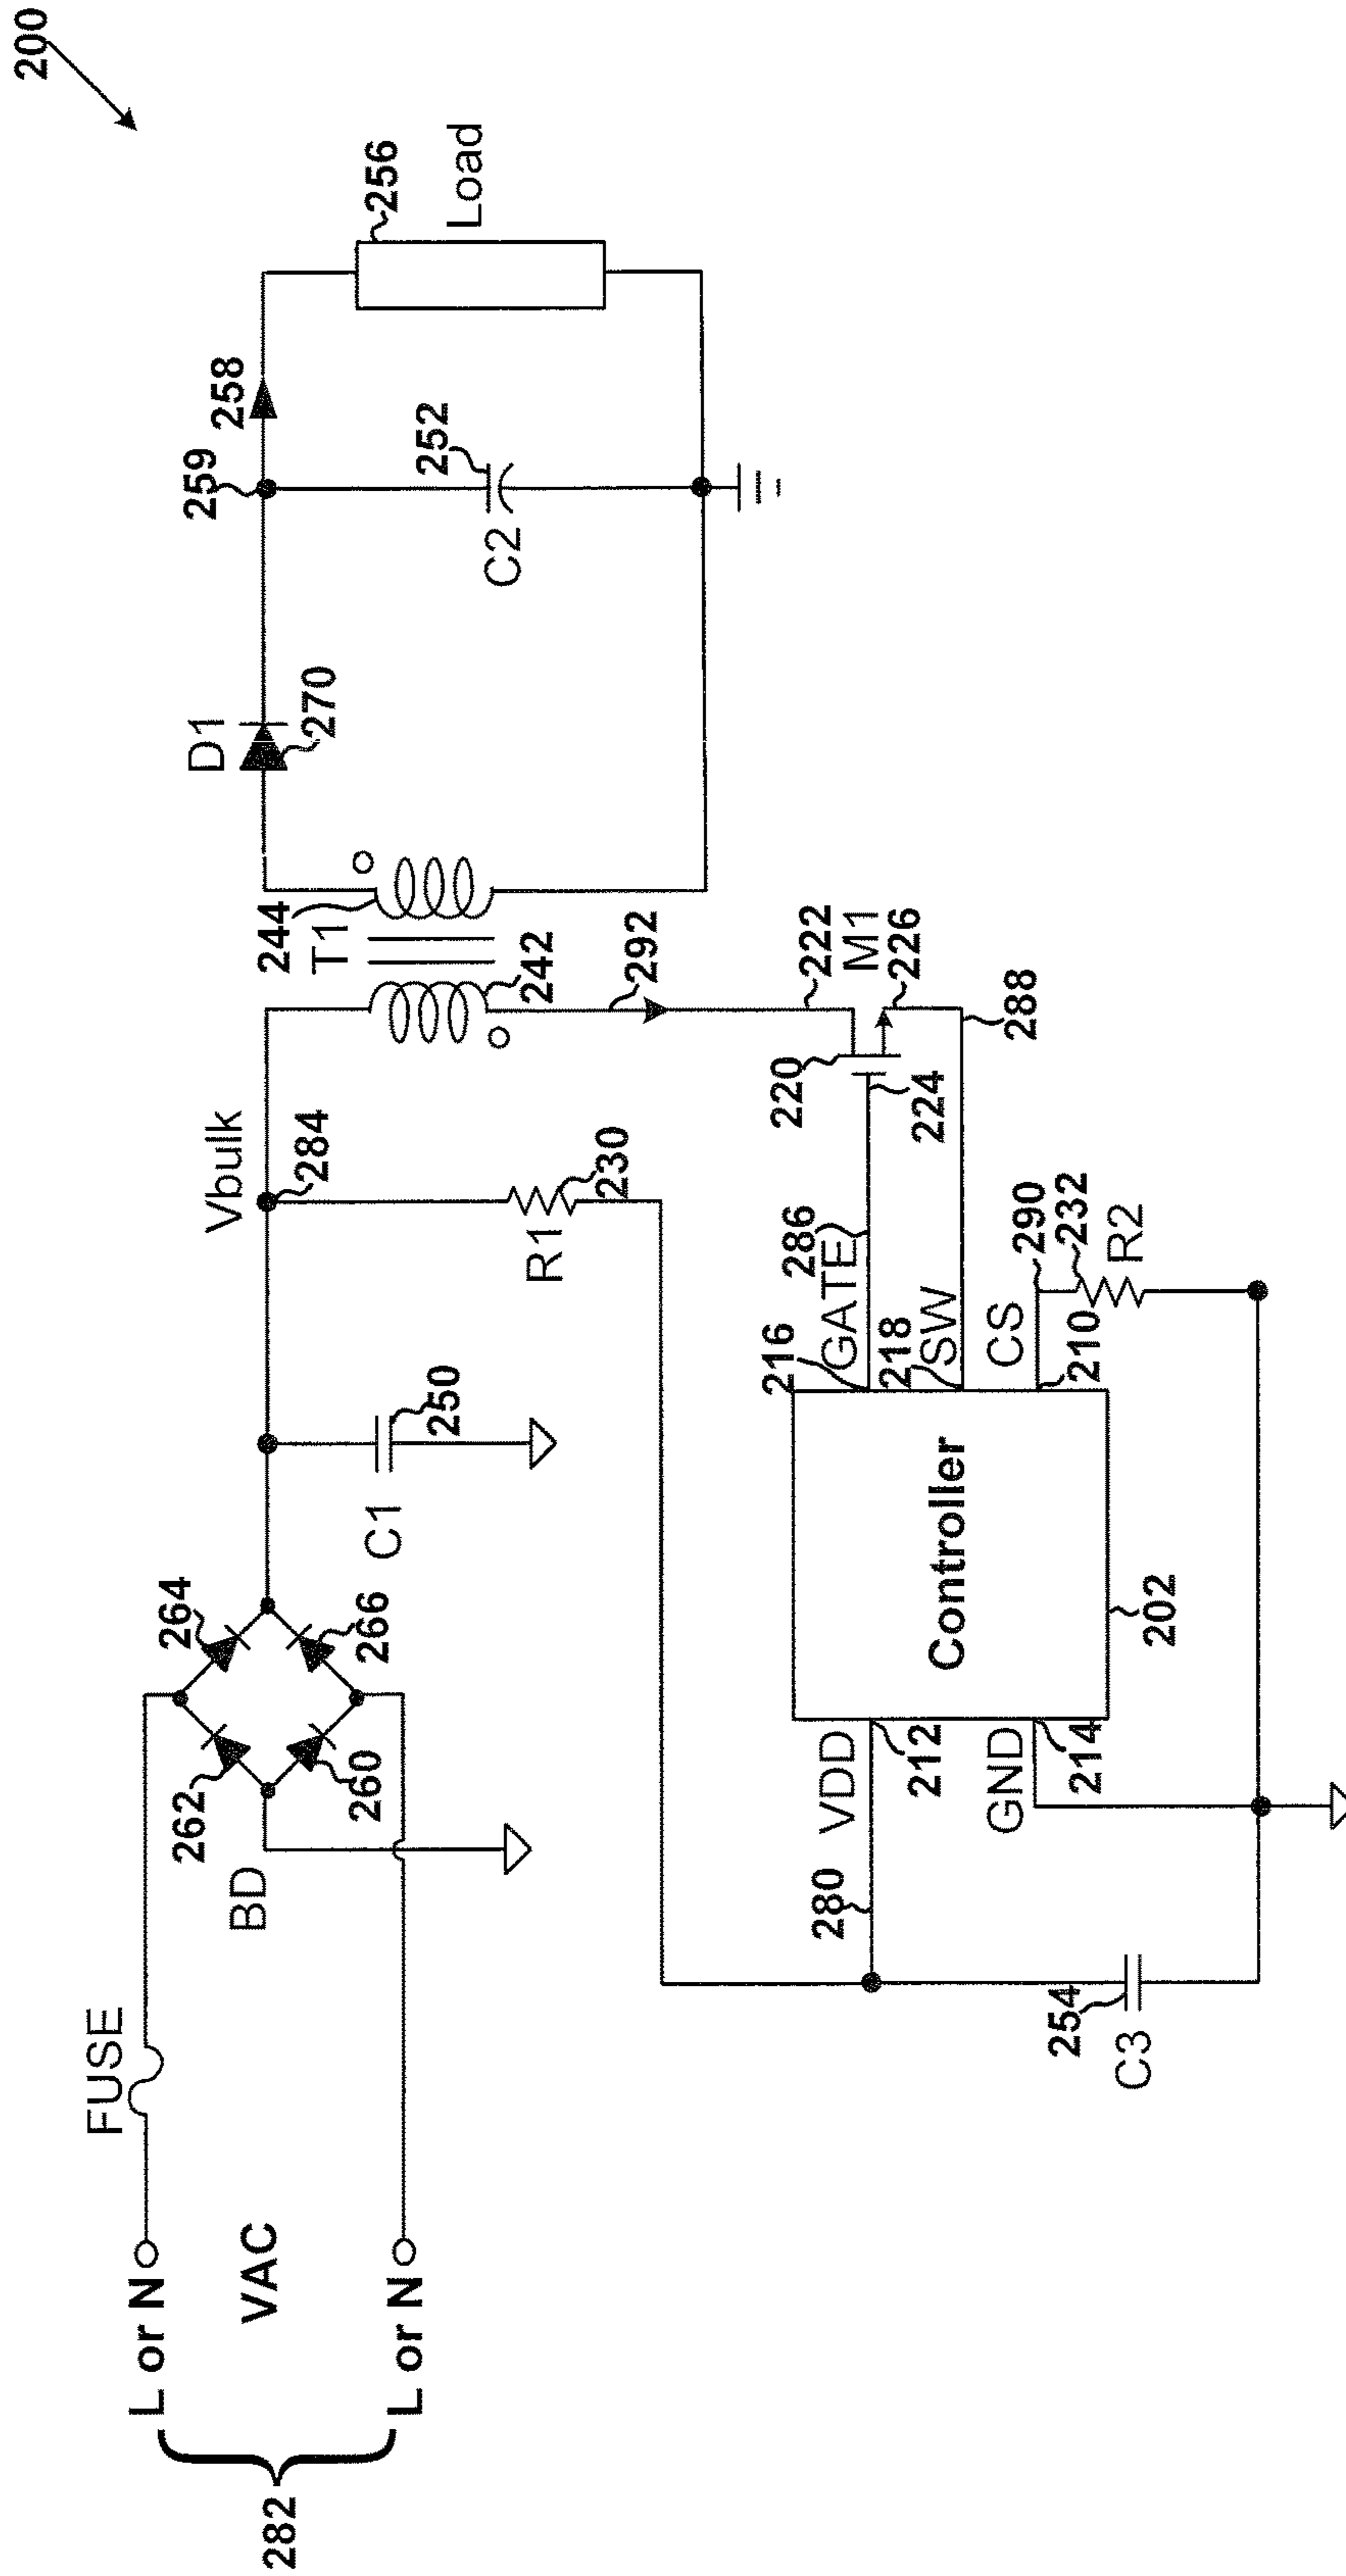 200
FUSE
L or N
VAC
L or N
282
BD
262
264
260
266
C1
250
Vbulk
284
R1
230
T1
244
242
292
D1
270
259
258
C2
252
256
Load
222
M1
226
220
224
288
286
GATE
216
218
SW
CS
210
290
232
R2
Controller
202
VDD
212
GND
214
280
254
C3